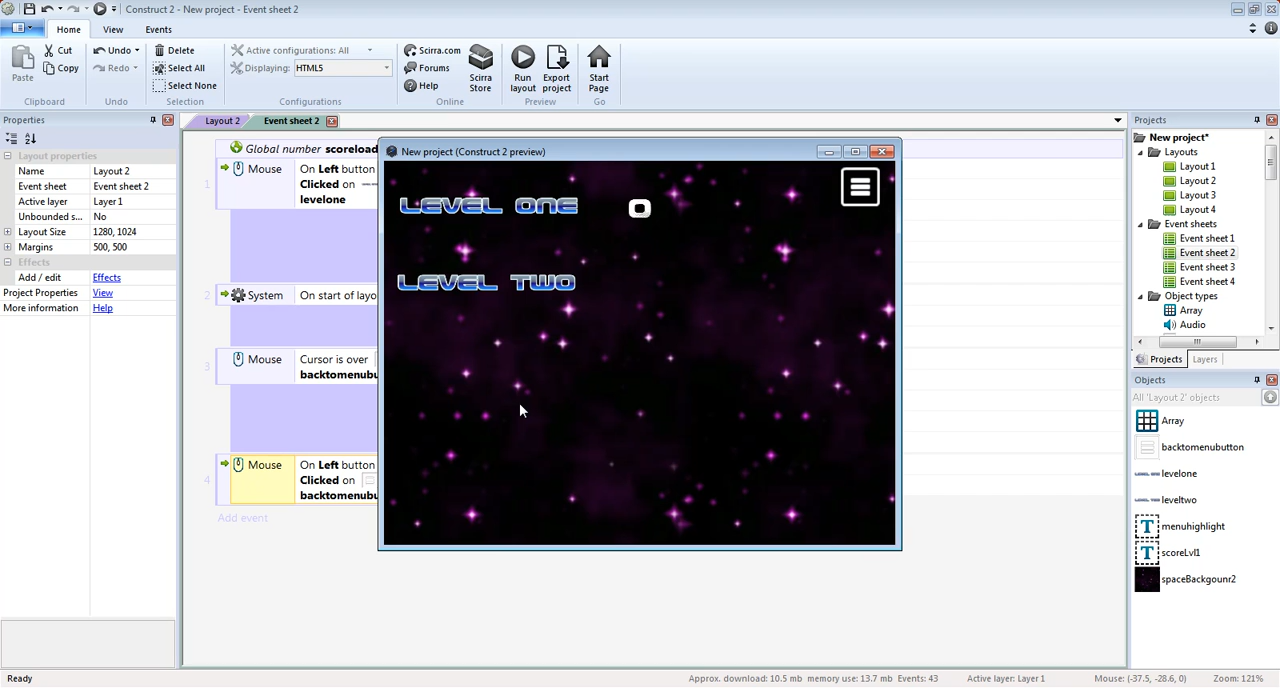 Construct 2 - New project - Event sheet 2
Home
View
Events
Paste
Cut
Copy
Clipboard
Undo
Redo
Undo
Delete
Select All
Select None
Selection
Active configurations: All
Displaying:
HTML5
Configurations
Scirra.com
Forums
Help
Scirra
Store
Online
Run
layout
Export
project
Preview
Start
Page
Go
Properties
Layout properties
Name
Layout 2
Event sheet
Event sheet 2
Active layer
Layer 1
Unbounded s...
No
Layout Size
1280, 1024
Margins
500, 500
Effects
Add / edit
Effects
Project Properties
View
More information
Help
Layout 2
Event sheet 2
Global number scoreload
1
Mouse
On Left button
Clicked on
levelone
2
System
On start of layo
3
Mouse
Cursor is over
backtomenubu
4
Mouse
On Left button
Clicked on
backtomenubu
Add event
New project (Construct 2 preview)
LEVEL ONE
0
LEVEL TWO
Projects
New project*
Layouts
Layout 1
Layout 2
Layout 3
Layout 4
Event sheets
Event sheet 1
Event sheet 2
Event sheet 3
Event sheet 4
Object types
Array
Audio
Projects
Layers
Objects
All 'Layout 2' objects
Array
backtomenubutton
levelone
leveltwo
menuhighlight
scoreLvl1
spaceBackgounr2
Ready
Approx. download: 10.5 mb memory use: 13.7 mb Events: 43
Active layer: Layer 1
Mouse: (-37.5, -28.6, 0)
Zoom: 121%